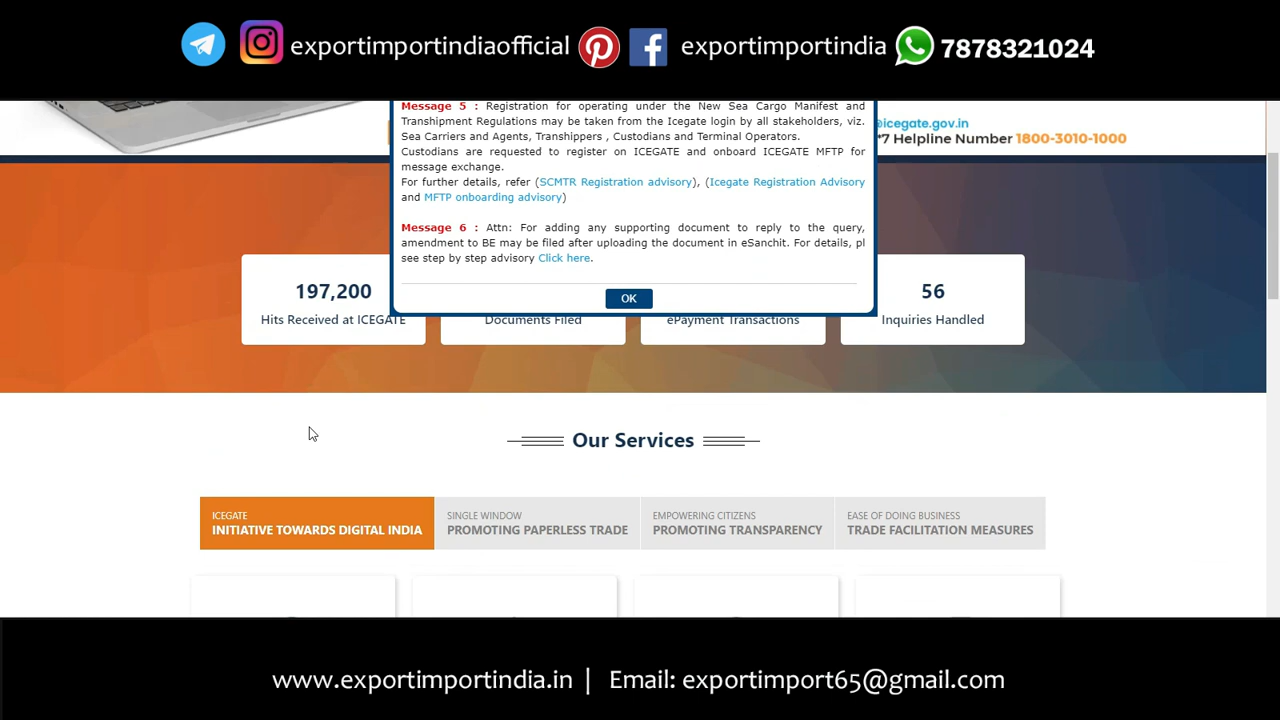 exportimportindiaofficial exportimportindia 7878321024
Message 5 : Registration for operating under the New Sea Cargo Manifest and
Transhipment Regulations may be taken from the Icegate login by all stakeholders, viz.
Sea Carriers and Agents, Transhippers , Custodians and Terminal Operators.
Custodians are requested to register on ICEGATE and onboard ICEGATE MFTP for
message exchange.
For further details, refer (SCMTR Registration advisory), (Icegate Registration Advisory
and MFTP onboarding advisory)
@icegate.gov.in
*7 Helpline Number 1800-3010-1000
Message 6 : Attn: For adding any supporting document to reply to the query,
amendment to BE may be filed after uploading the document in eSanchit. For details, pl
see step by step advisory Click here.
OK
197,200
Hits Received at ICEGATE
Documents Filed
ePayment Transactions
56
Inquiries Handled
Our Services
ICEGATE
INITIATIVE TOWARDS DIGITAL INDIA
SINGLE WINDOW
PROMOTING PAPERLESS TRADE
EMPOWERING CITIZENS
PROMOTING TRANSPARENCY
EASE OF DOING BUSINESS
TRADE FACILITATION MEASURES
www.exportimportindia.in | Email: exportimport65@gmail.com